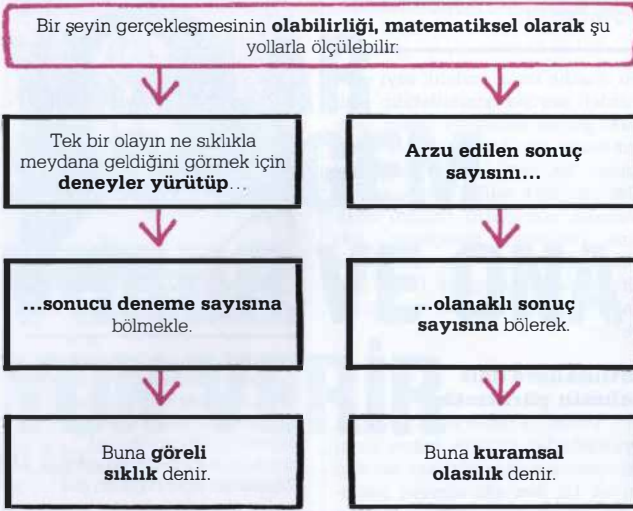 Bir şeyin gerçekleşmesinin olabilirliği, matematiksel olarak şu
yollarla ölçülebilir:
Tek bir olayın ne sıklıkla
meydana geldiğini görmek için
deneyler yürütüp...
...sonucu deneme sayısına
bölmekle.
Buna göreli
sıklık denir.
Arzu edilen sonuç
sayısını...
...olanaklı sonuç
sayısına bölerek.
Buna kuramsal
olasılık denir.